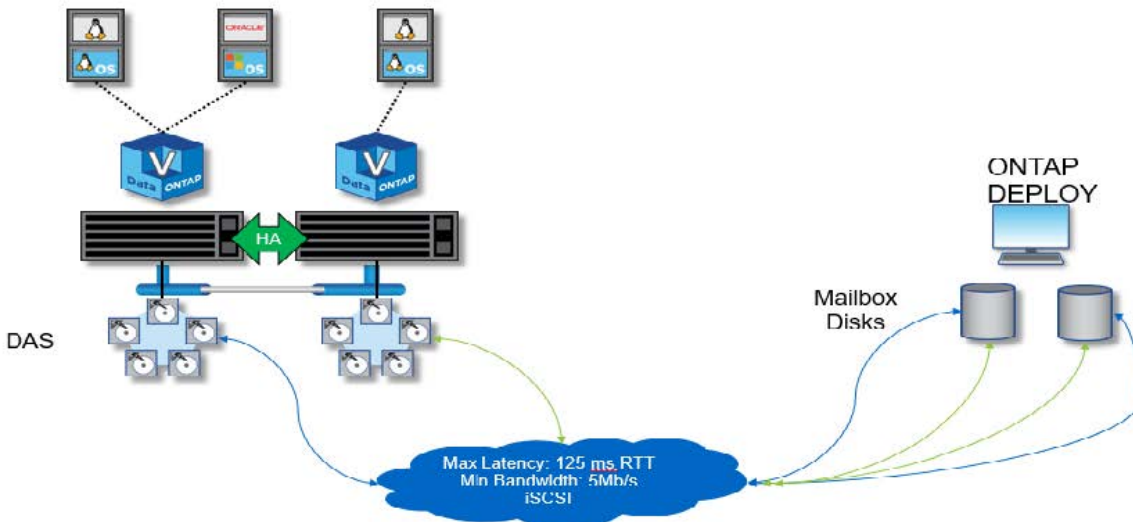 OS
ORACLE
OS
OS
V
Data ONTAP
V
Data ONTAP
HA
ONTAP
DEPLOY
Mailbox
Disks
DAS
Max Latency: 125 ms RTT
Min Bandwidth: 5Mb/s
iSCSI